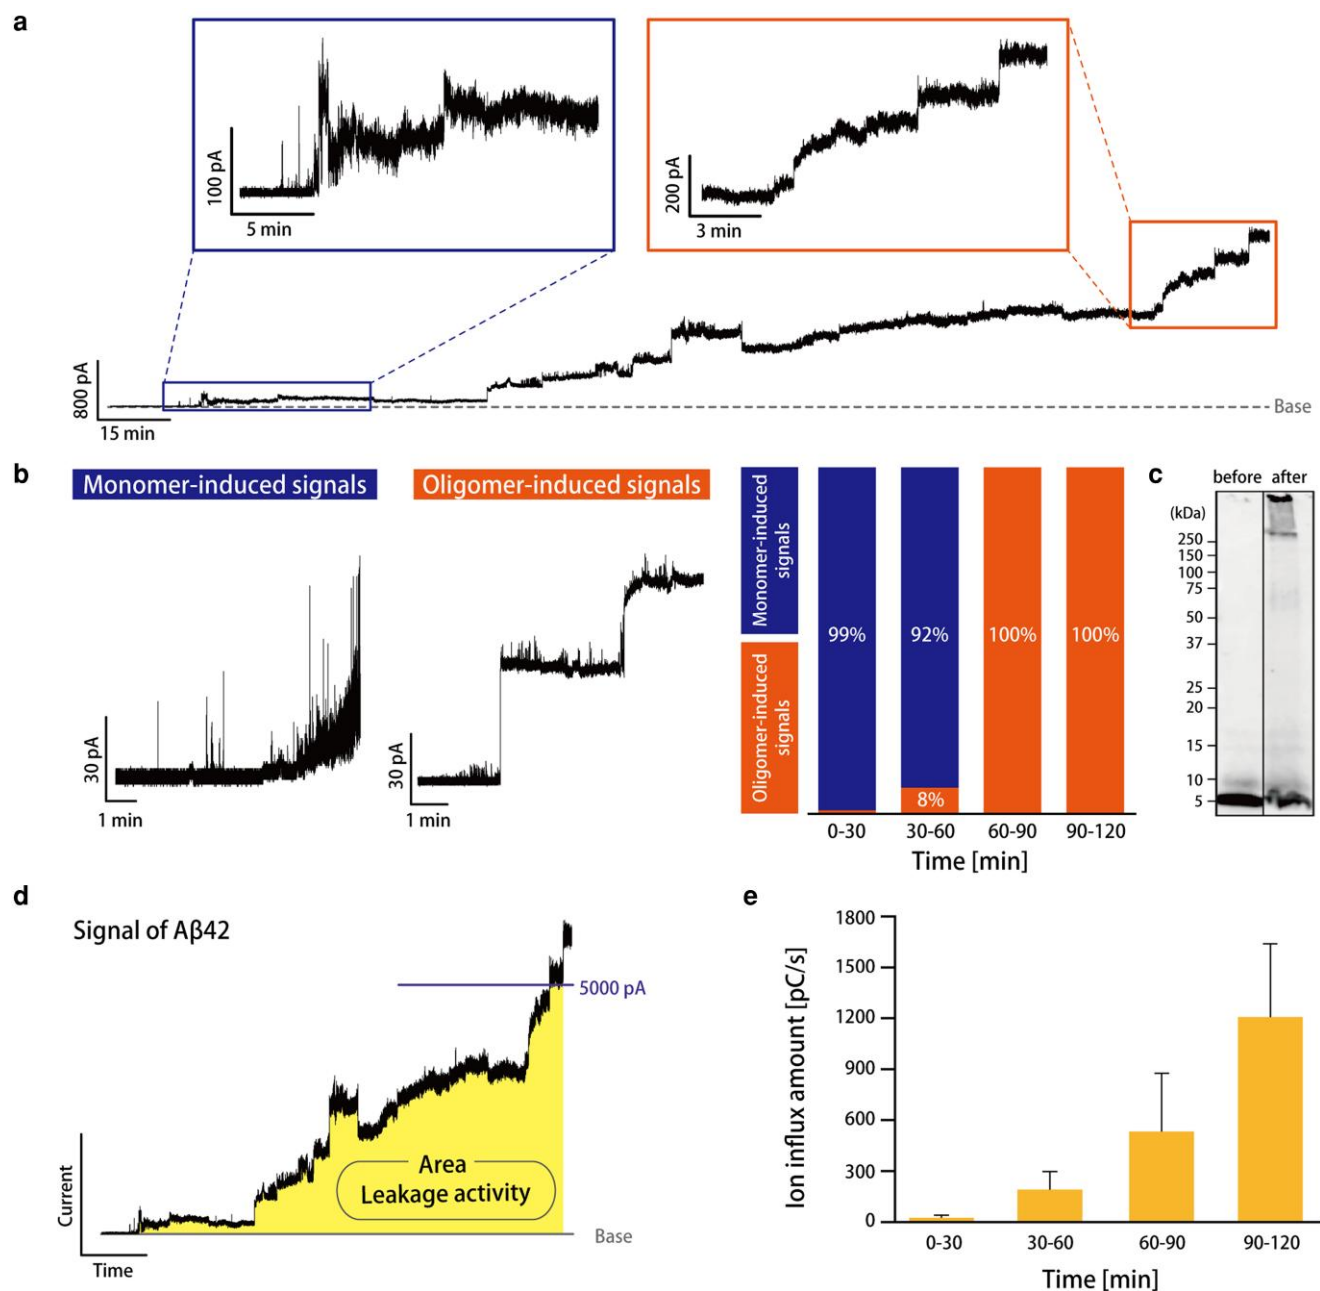 a
100 pA
5 min
200 pA
3 min
800 pA
15 min
Base
b
Monomer-induced signals
30 pA
1 min
Oligomer-induced signals
30 pA
1 min
Monomer-induced
signals
Oligomer-induced
signals
99%
92%
8%
100%
100%
0-30
30-60
60-90
90-120
Time [min]
c
before
after
(kDa)
250
150
100
75
50
37
25
20
15
10
5
d
Signal of Aβ42
5000 pA
Area
Leakage activity
Current
Time
Base
e
Ion influx amount [pC/s]
1800
1500
1200
900
600
300
0
0-30
30-60
60-90
90-120
Time [min]